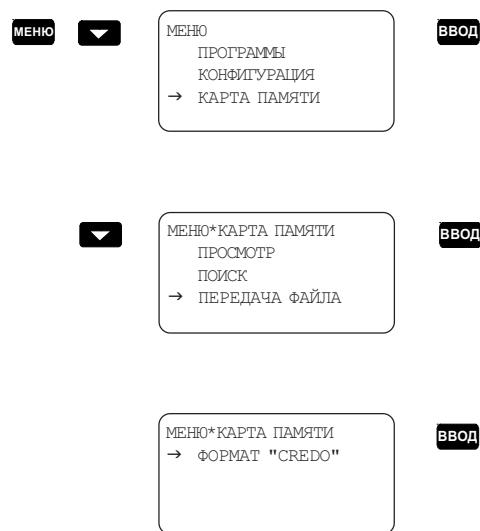 МЕНЮ
МЕНЮ
ПРОГРАММЫ
КОНФИГУРАЦИЯ
→ КАРТА ПАМЯТИ
ВВОД
МЕНЮ*КАРТА ПАМЯТИ
ПРОСМОТР
ПОИСК
→ ПЕРЕДАЧА ФАЙЛА
ВВОД
МЕНЮ*КАРТА ПАМЯТИ
→ ФОРМАТ "CREDO"
ВВОД